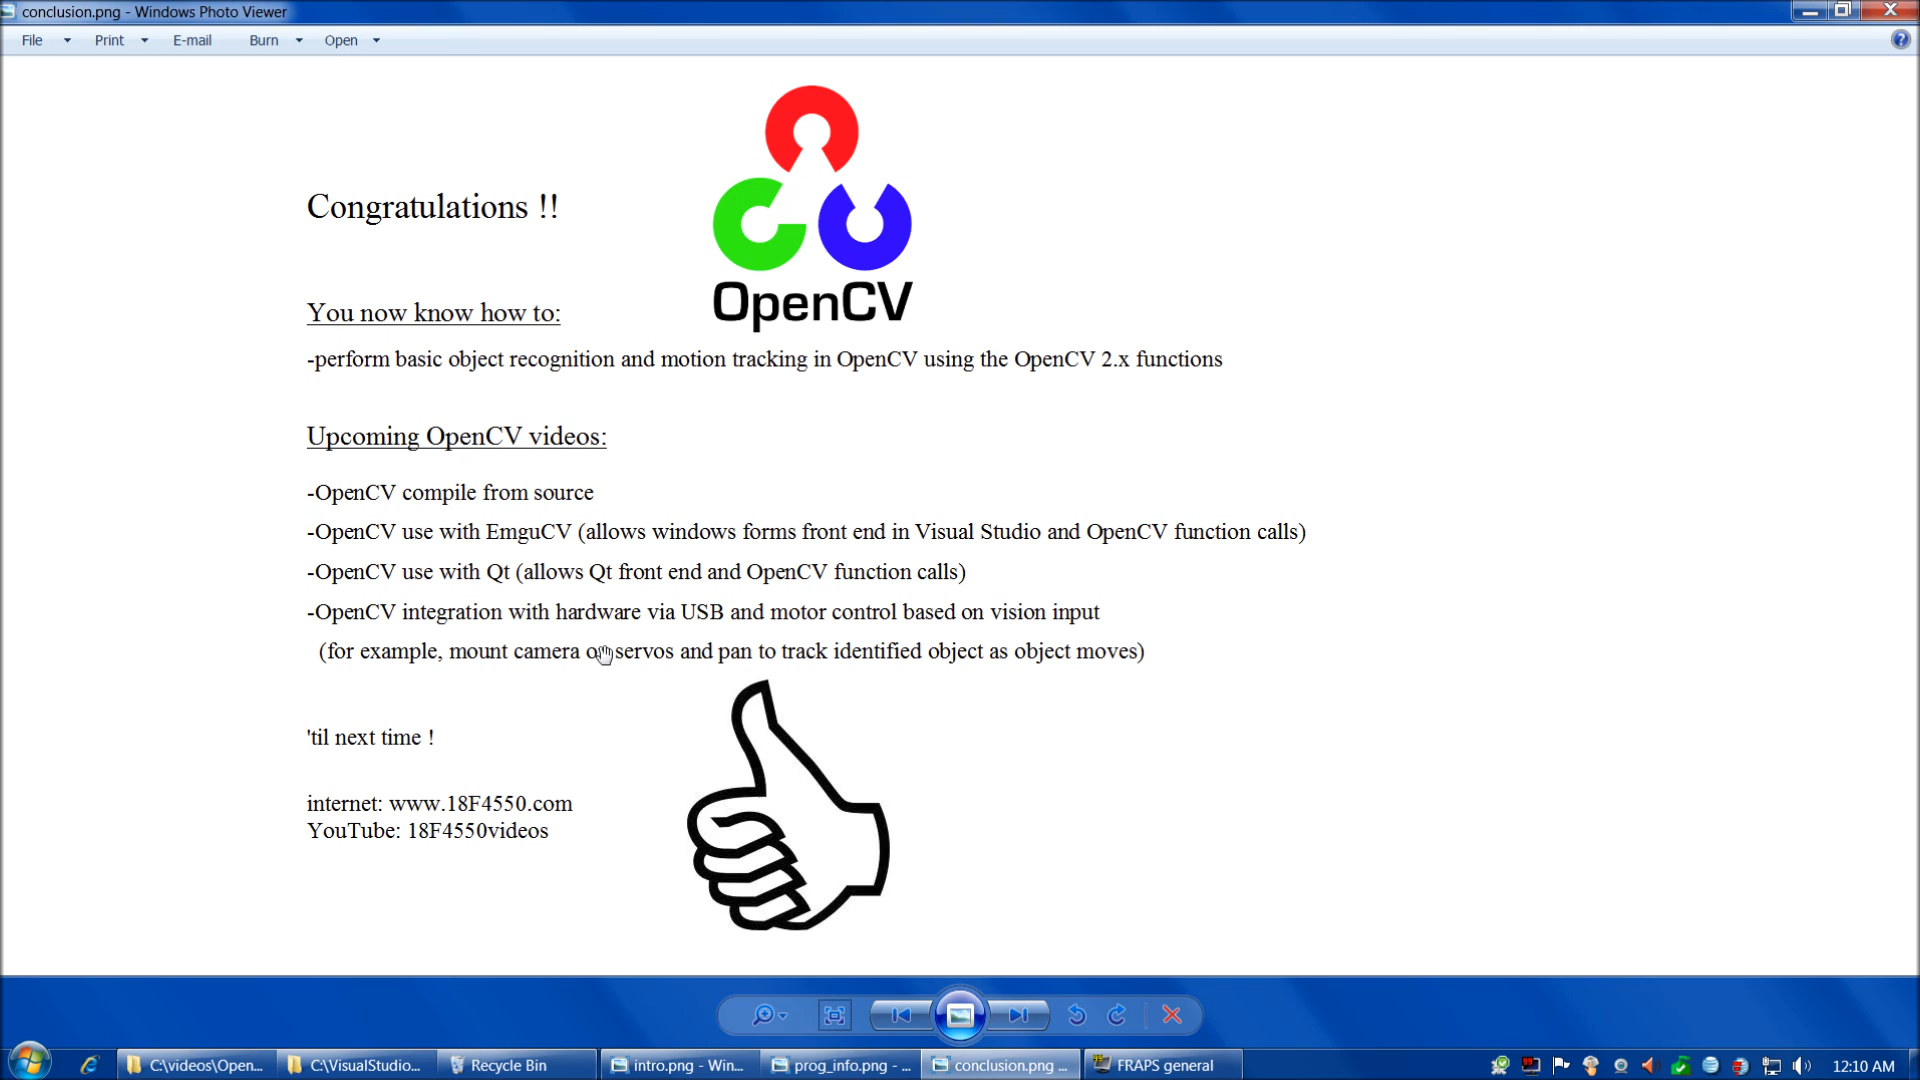 conclusion.png - Windows Photo Viewer
File Print E-mail Burn Open
Congratulations !!
OpenCV
You now know how to:
-perform basic object recognition and motion tracking in OpenCV using the OpenCV 2.x functions
Upcoming OpenCV videos:
-OpenCV compile from source
-OpenCV use with EmguCV (allows windows forms front end in Visual Studio and OpenCV function calls)
-OpenCV use with Qt (allows Qt front end and OpenCV function calls)
-OpenCV integration with hardware via USB and motor control based on vision input
(for example, mount camera on servos and pan to track identified object as object moves)
'til next time !
internet: www.18F4550.com
YouTube: 18F4550videos
C:\videos\Open... C:\VisualStudio... Recycle Bin intro.png - Win... prog_info.png - ... conclusion.png ... FRAPS general 12:10 AM